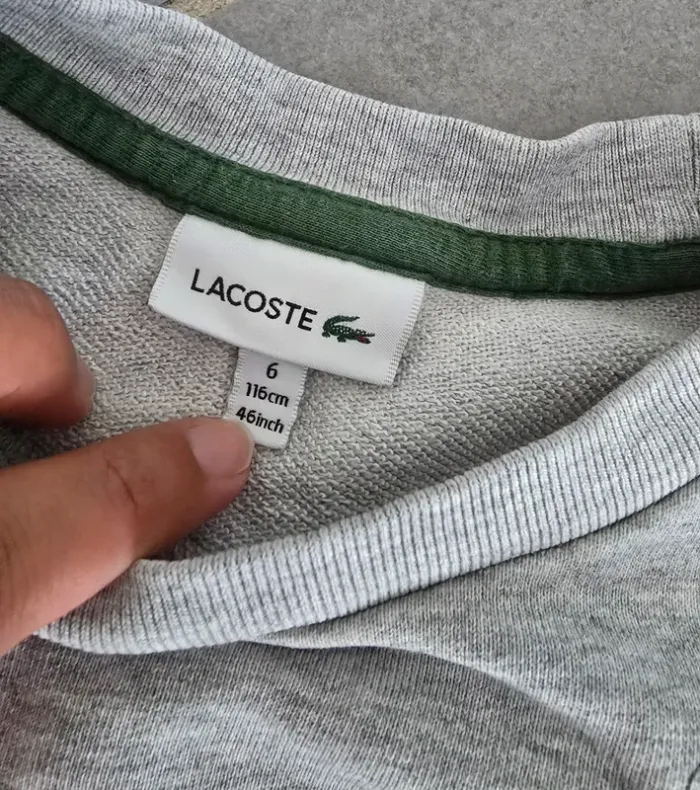 LACOSTE
6
116cm
46inch